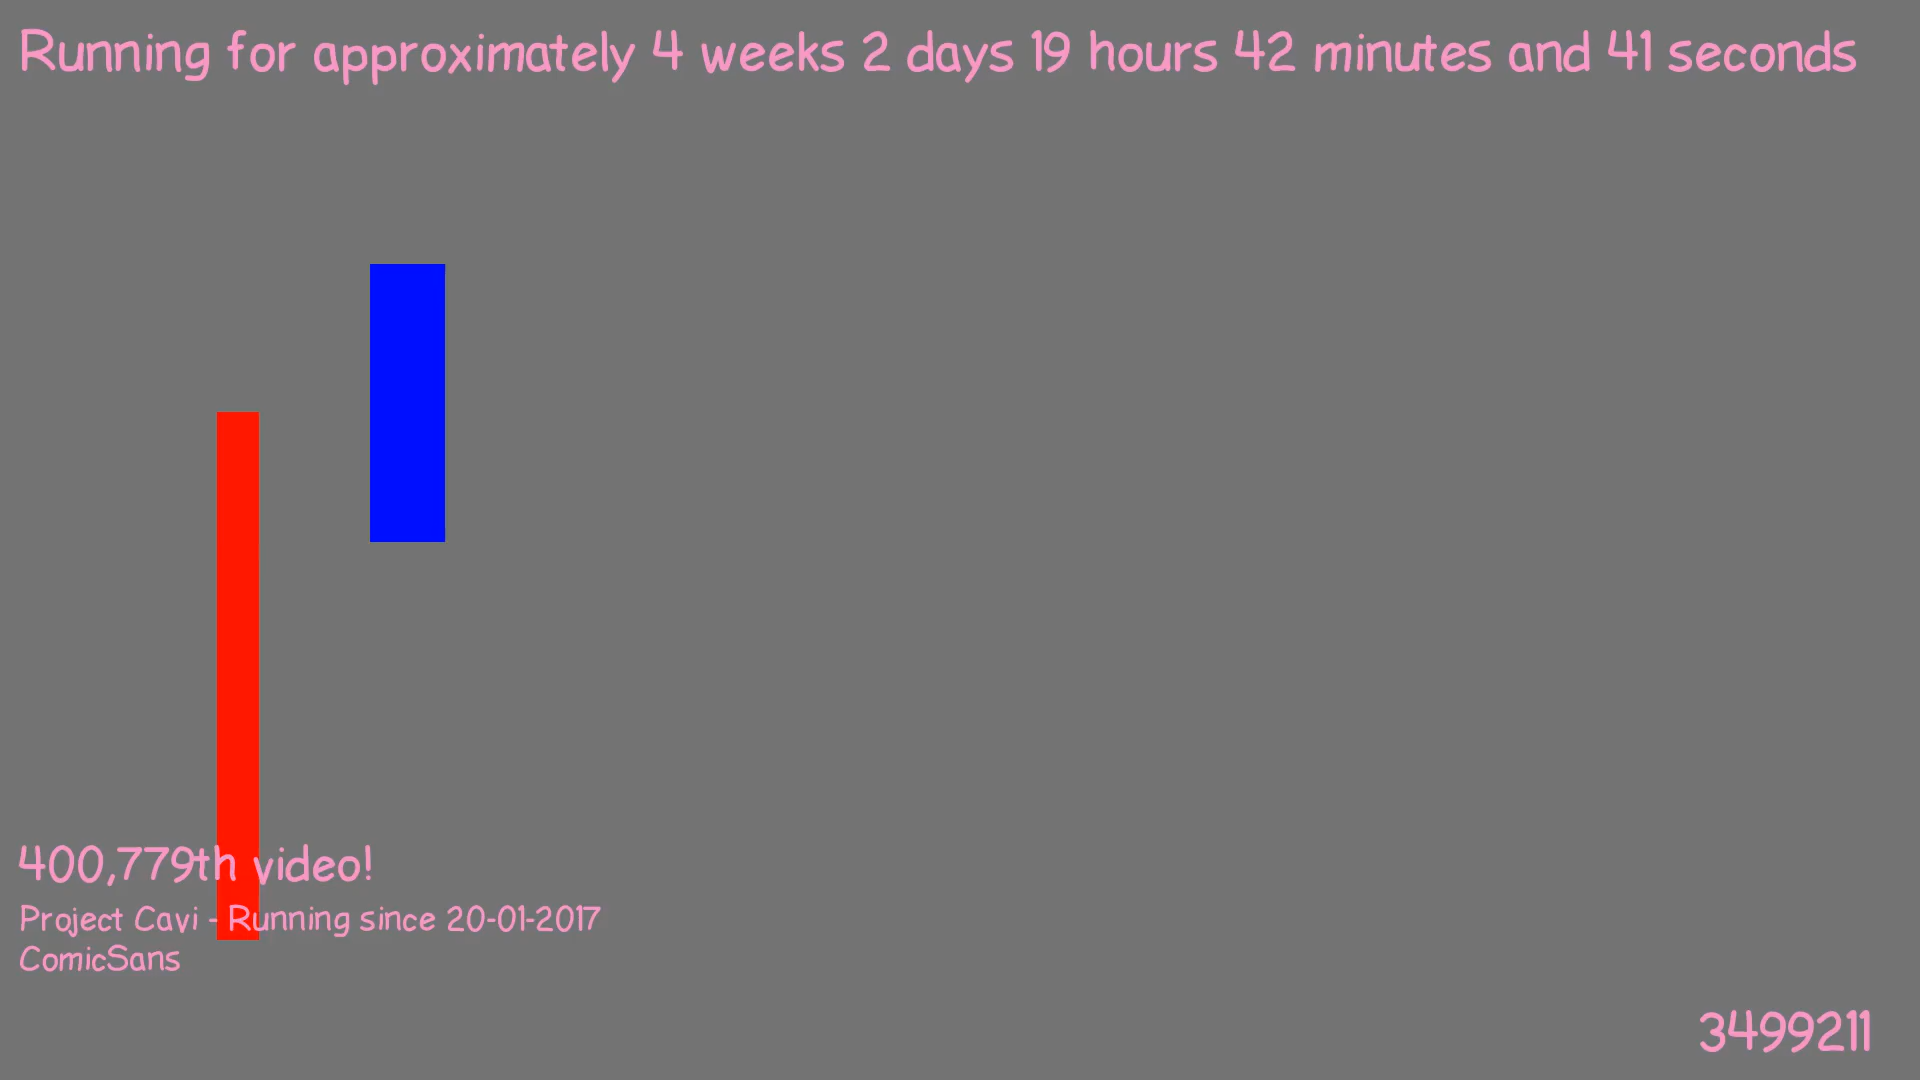 Running for approximately 4 weeks 2 days 19 hours 42 minutes and 41 seconds
400,779th video!
Project Cavi - Running since 20-01-2017
ComicSans
3499211